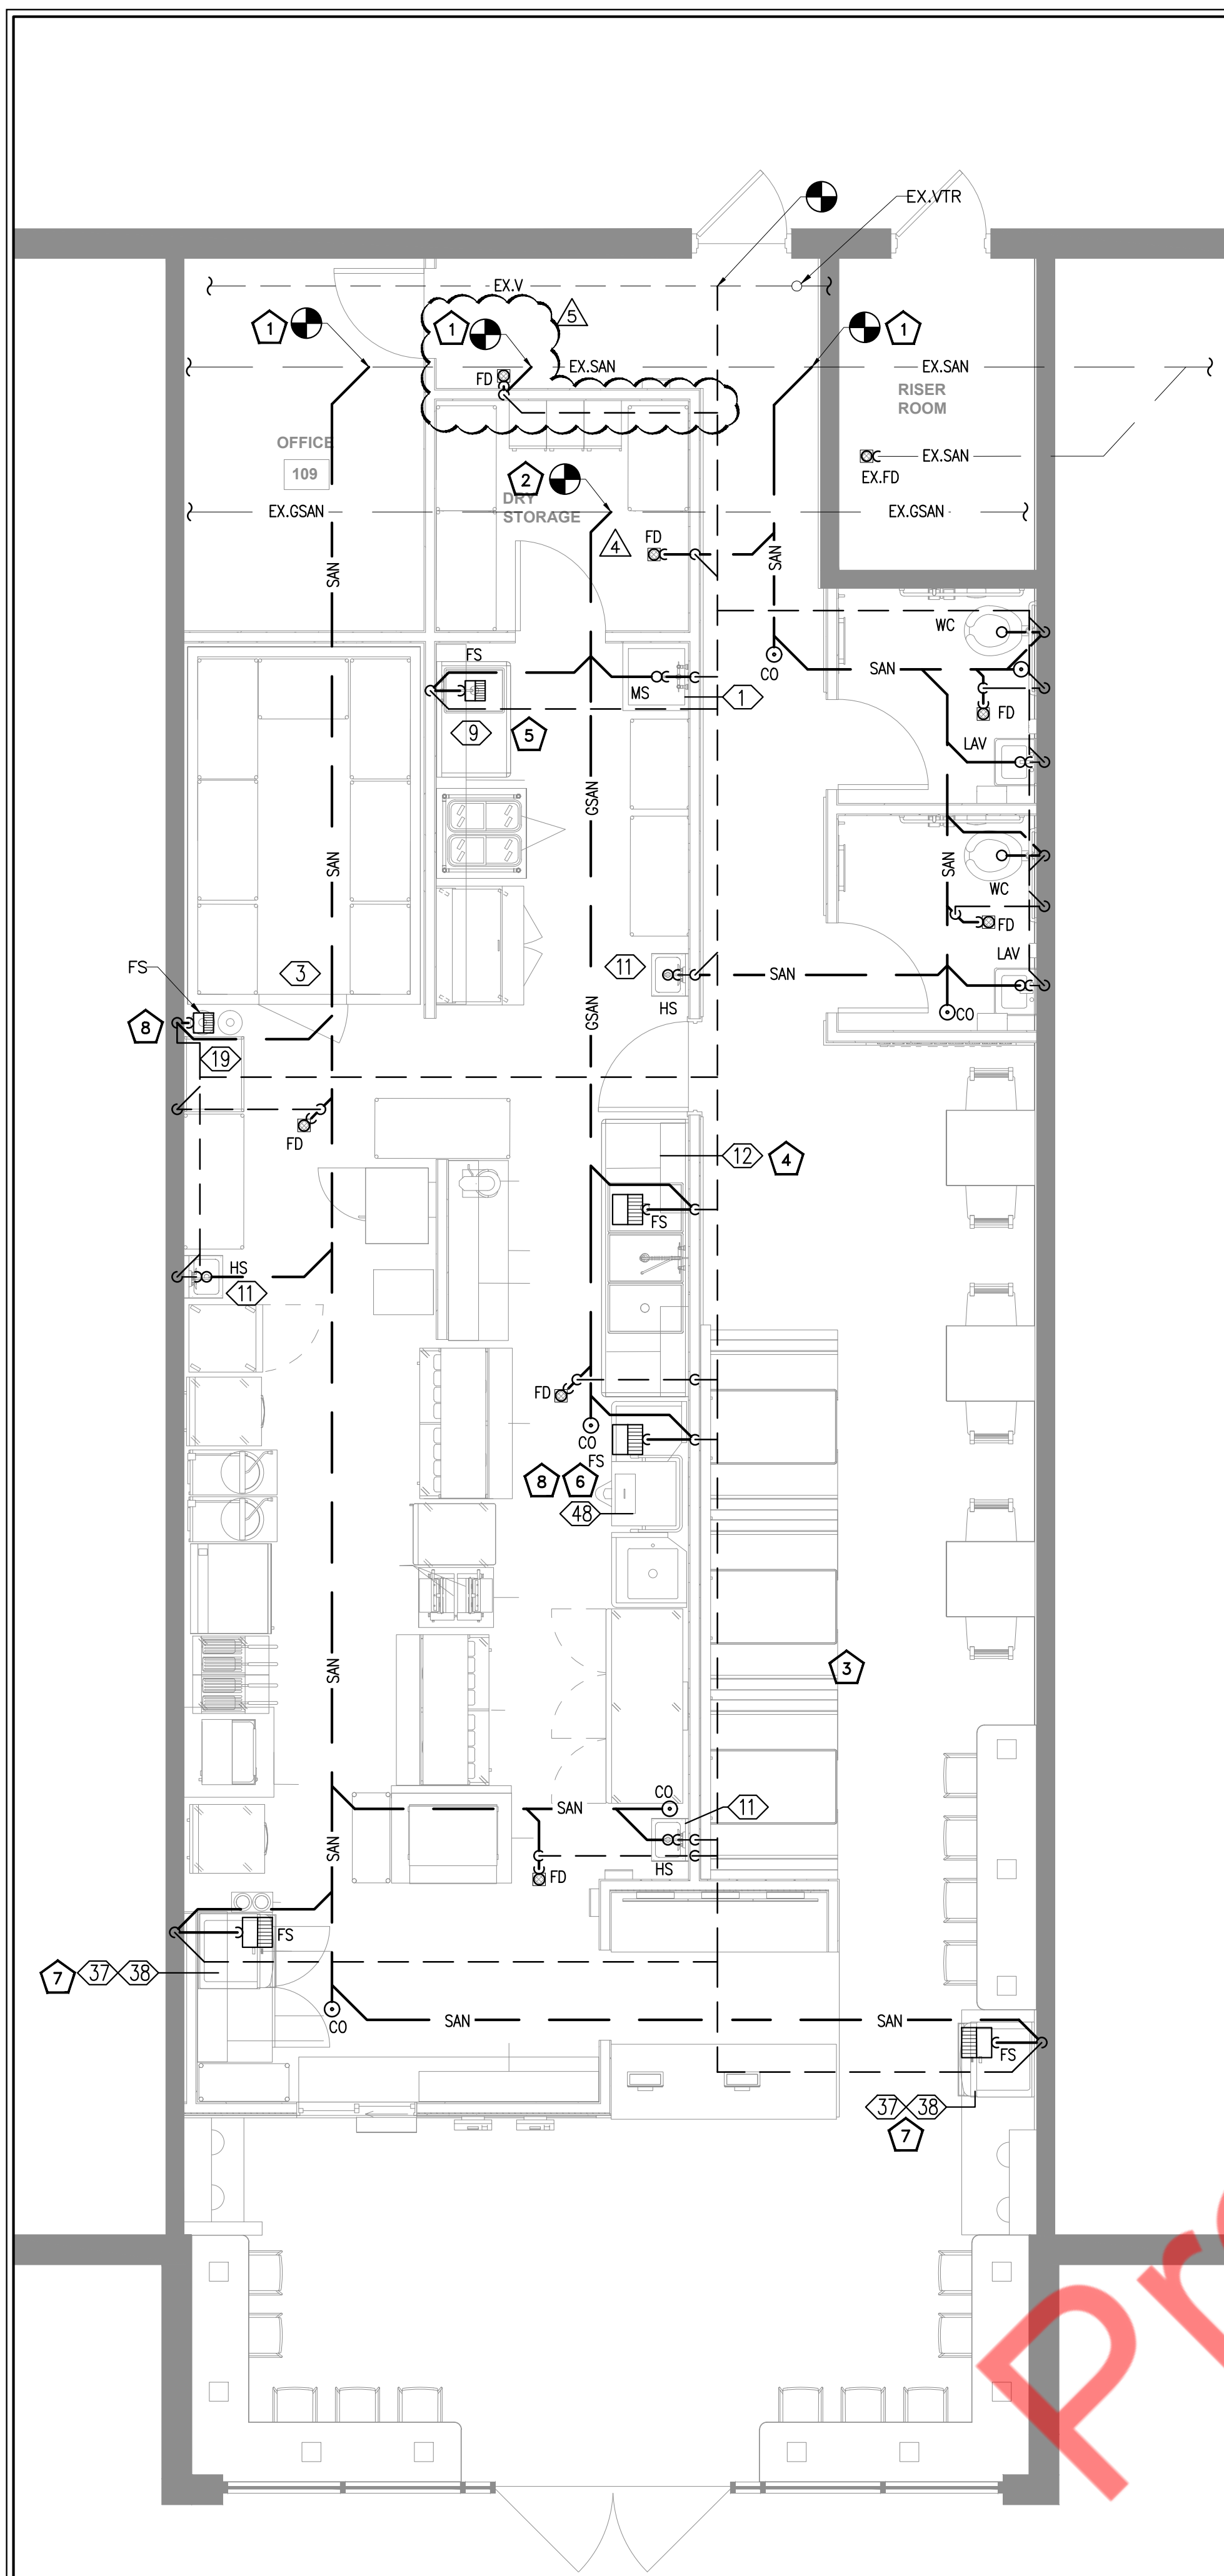 EX.VTR
EX.V
5
1
1
1
FD
EX.SAN
EX.SAN
RISER
ROOM
OFFICE
109
EX.SAN
EX.FD
2
DRY
STORAGE
EX.GSAN
EX.GSAN
4
FD
SAN
SAN
WC
FS
CO
SAN
MS
1
FD
9
5
LAV
GSAN
SAN
SAN
WC
FD
FS
3
11
SAN
LAV
HS
8
GSAN
CO
19
FD
12
4
FS
HS
11
FD
CO
FS
8
6
48
SAN
3
CO
SAN
11
SAN
HS
FD
FS
7
37
38
CO
SAN
SAN
FS
37
38
7
Pr